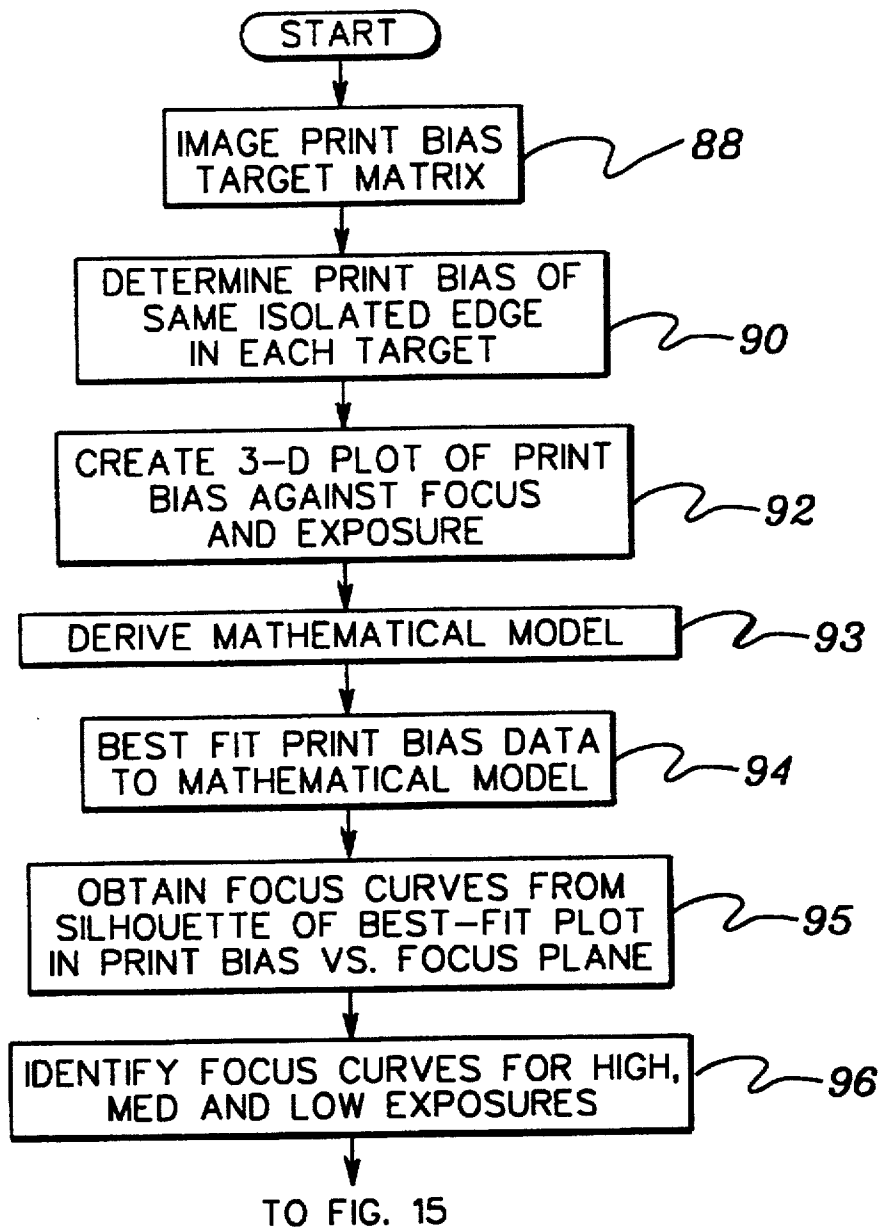 START
IMAGE PRINT BIAS
TARGET MATRIX
88
DETERMINE PRINT BIAS OF
SAME ISOLATED EDGE
IN EACH TARGET
90
CREATE 3-D PLOT OF PRINT
BIAS AGAINST FOCUS
AND EXPOSURE
92
DERIVE MATHEMATICAL MODEL
93
BEST FIT PRINT BIAS DATA
TO MATHEMATICAL MODEL
94
OBTAIN FOCUS CURVES FROM
SILHOUETTE OF BEST-FIT PLOT
IN PRINT BIAS VS. FOCUS PLANE
95
IDENTIFY FOCUS CURVES FOR HIGH,
MED AND LOW EXPOSURES
96
TO FIG. 15